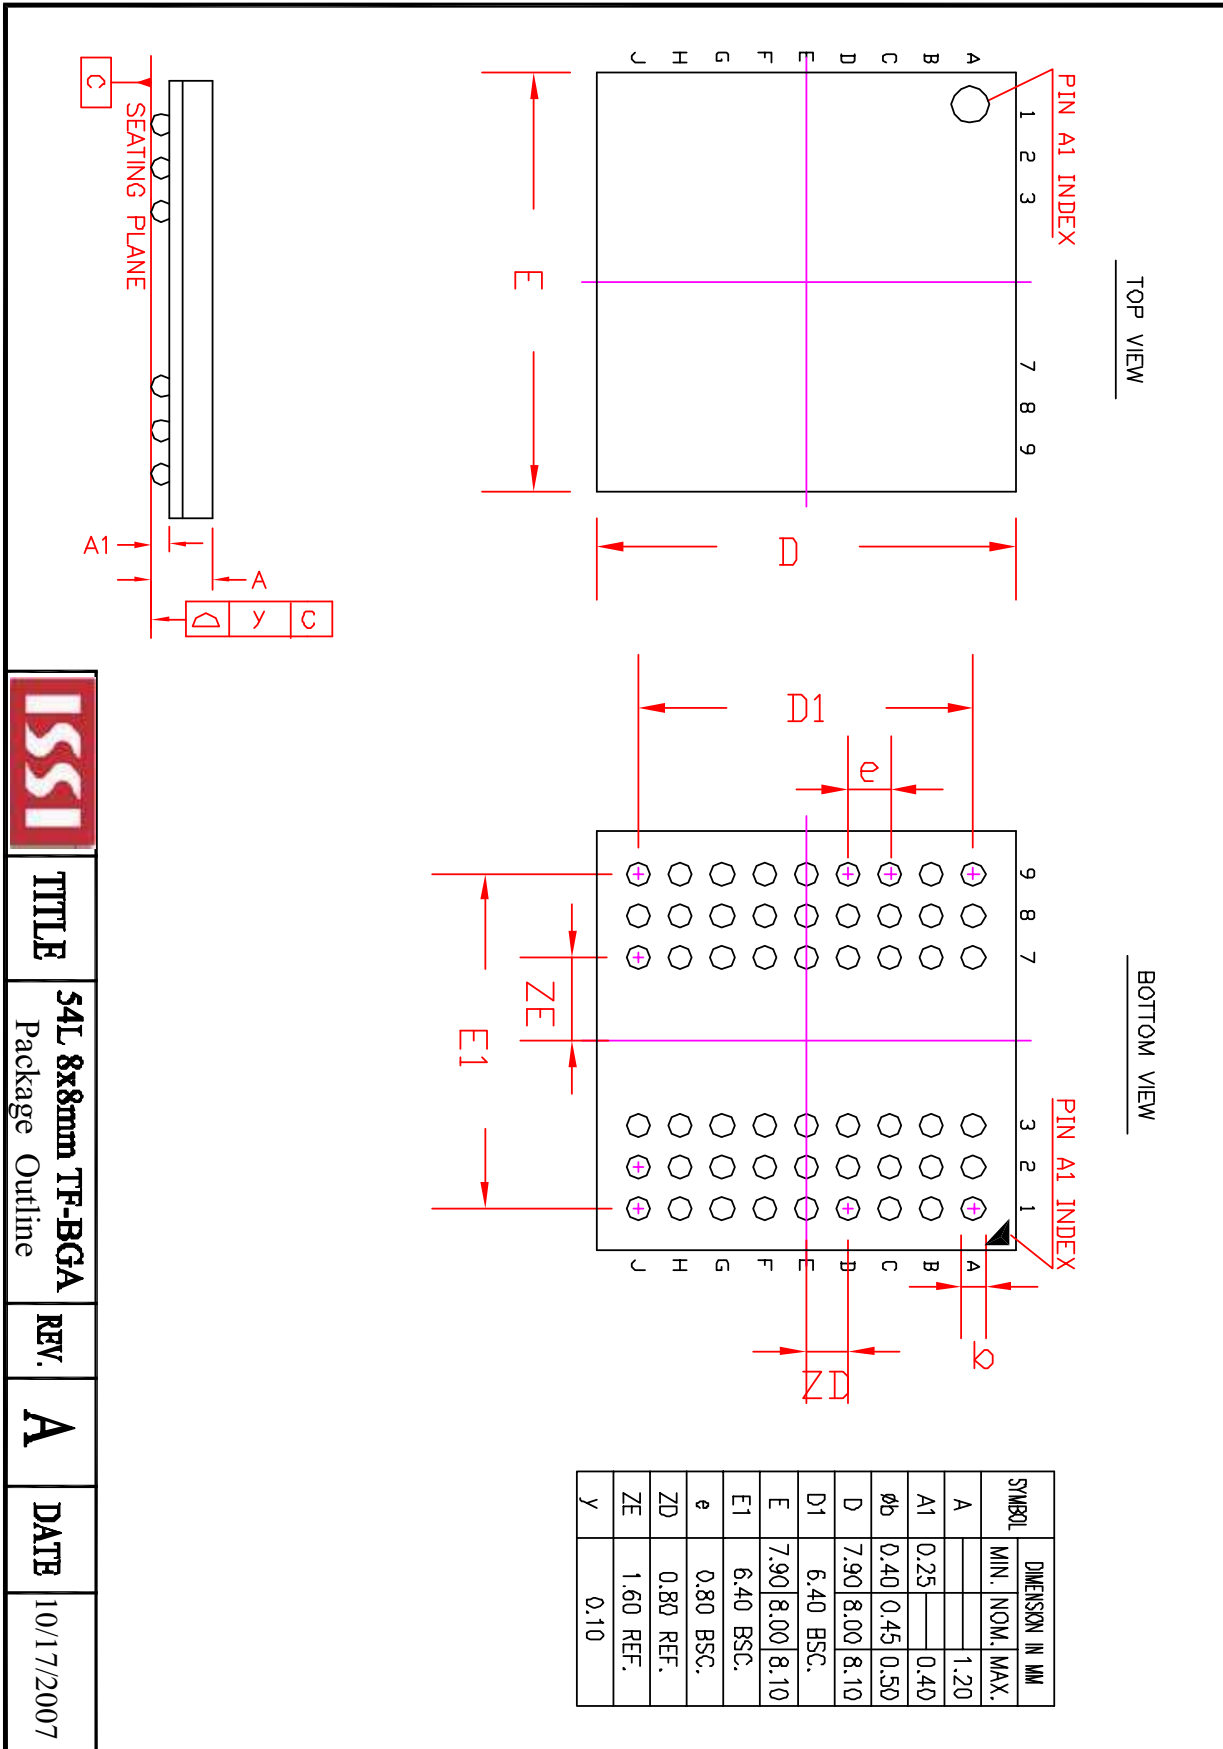 TOP VIEW
PIN A1 INDEX
1 2 3 7 8 9
A
B
C
D
E
F
G
H
J
E
D
BOTTOM VIEW
PIN A1 INDEX
9 8 7 3 2 1
A
B
C
D
E
F
G
H
J
D1
e
E1
ZE
b
ZD
C
SEATING PLANE
A1
A
y C
SYMBOL DIMENSION IN MM
MIN. NOM. MAX.
A 1.20
A1 0.25 0.40
Øb 0.40 0.45 0.50
D 7.90 8.00 8.10
D1 6.40 BSC.
E 7.90 8.00 8.10
E1 6.40 BSC.
e 0.80 BSC.
ZD 0.80 REF.
ZE 1.60 REF.
y 0.10
ISSI
TITLE
54L 8x8mm TF-BGA
Package Outline
REV.
A
DATE
10/17/2007